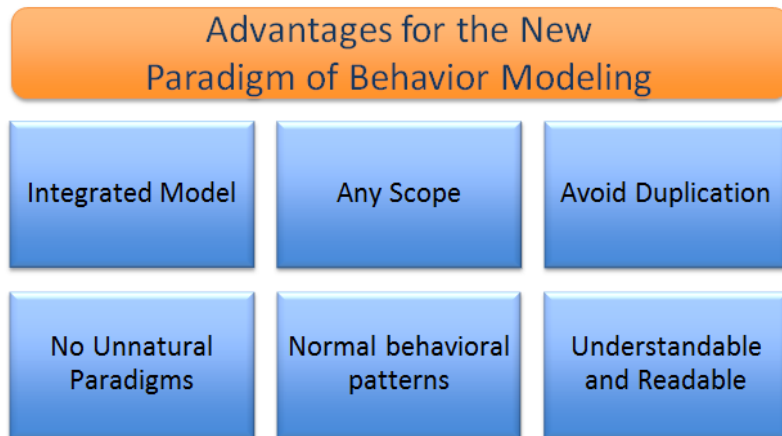 Advantages for the New
Paradigm of Behavior Modeling
Integrated Model
Any Scope
Avoid Duplication
No Unnatural
Paradigms
Normal behavioral
patterns
Understandable
and Readable